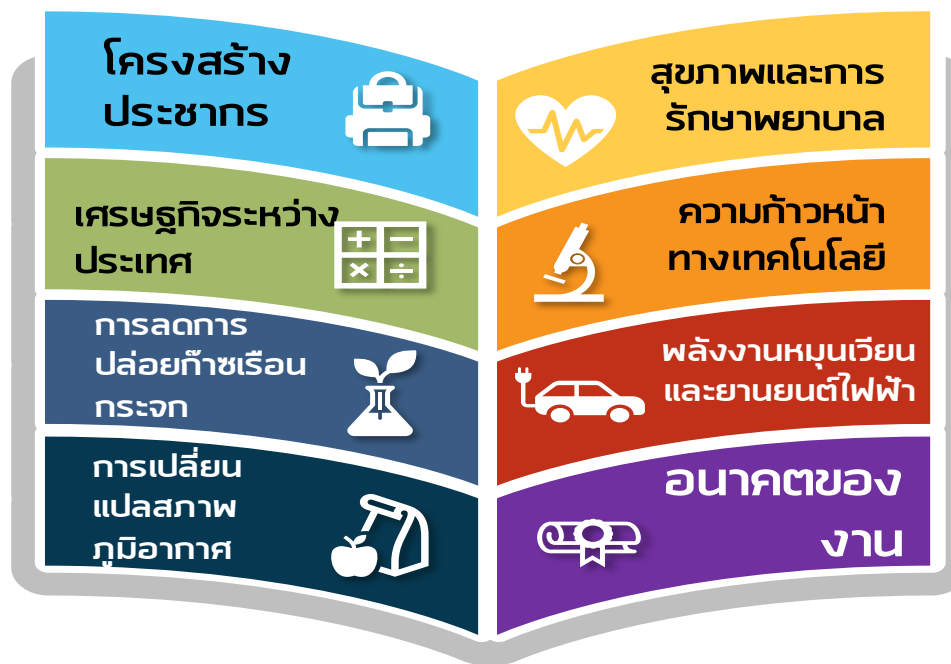 โครงสร้าง
ประชากร
เศรษฐกิจระหว่าง
ประเทศ
การลดการ
ปล่อยก๊าซเรือน
กระจก
การเปลี่ยน
แปลสภาพ
ภูมิอากาศ
สุขภาพและการ
รักษาพยาบาล
ความก้าวหน้า
ทางเทคโนโลยี
พลังงานหมุนเวียน
และยานยนต์ไฟฟ้า
อนาคตของ
งาน